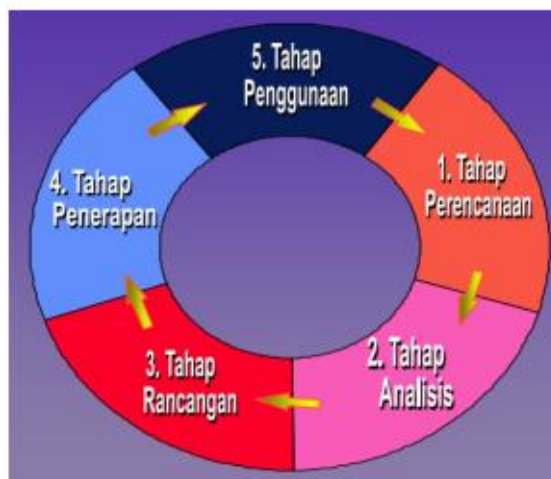 5. Tahap
Penggunaan
1. Tahap
Perencanaan
2. Tahap
Analisis
3. Tahap
Rancangan
4. Tahap
Penerapan